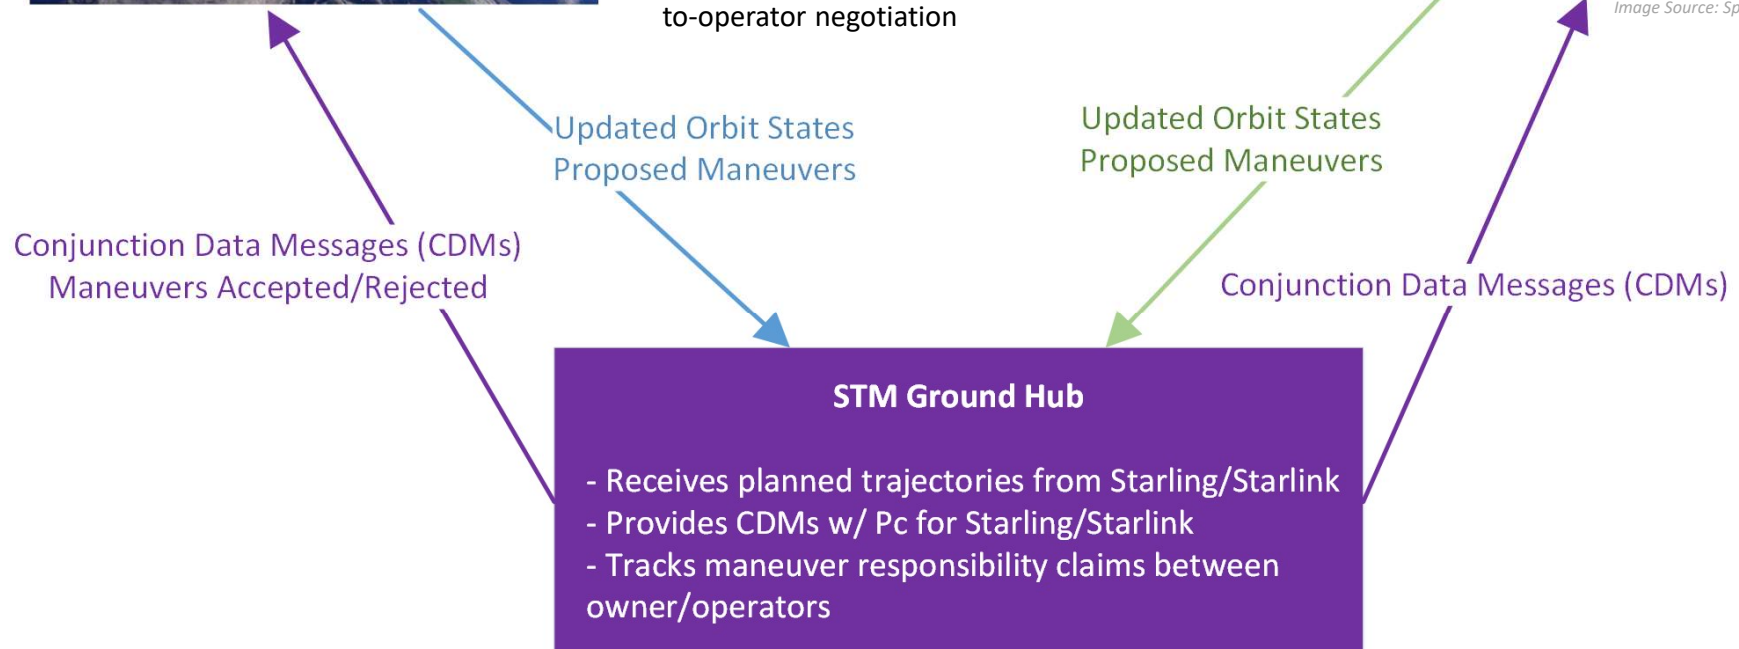 to-operator negotiation
Image Source: Sp
Updated Orbit States
Proposed Maneuvers
Updated Orbit States
Proposed Maneuvers
Conjunction Data Messages (CDMs)
Maneuvers Accepted/Rejected
Conjunction Data Messages (CDMs)
STM Ground Hub
- Receives planned trajectories from Starling/Starlink
- Provides CDMs w/ Pc for Starling/Starlink
- Tracks maneuver responsibility claims between
owner/operators